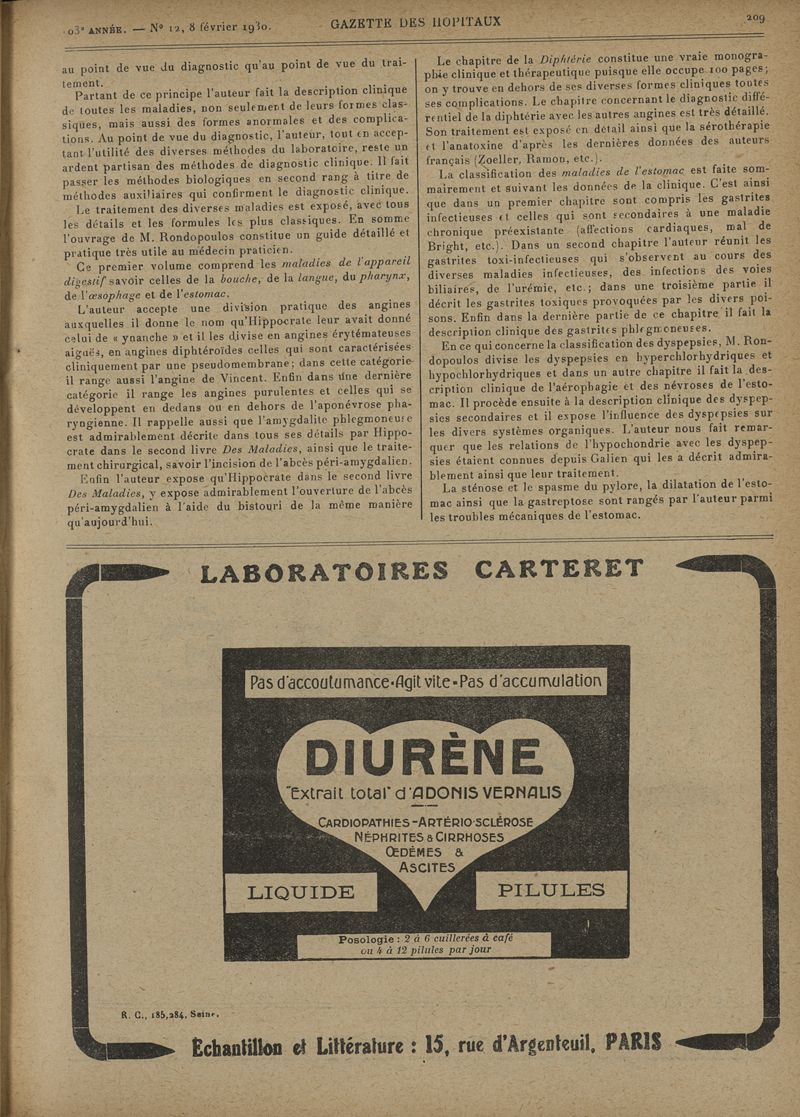 03e ANNÉE. — No 12, 8 février 1930.
GAZETTE DES HOPITAUX
209
au point de vue du diagnostic qu'au point de vue du trai-
tement.
Partant de ce principe l'auteur fait la description clinique
de toutes les maladies, non seulement de leurs formes clas-
siques, mais aussi des formes anormales et des complica-
tions. Au point de vue du diagnostic, l'auteur, tout en accep-
tant l'utilité des diverses méthodes du laboratoire, reste un
ardent partisan des méthodes de diagnostic clinique. Il fait
passer les méthodes biologiques en second rang à titre de
méthodes auxiliaires qui confirment le diagnostic clinique.
Le traitement des diverses maladies est exposé, avec tous
les détails et les formules les plus classiques. En somme
l'ouvrage de M. Rondopoulos constitue un guide détaillé et
pratique très utile au médecin praticien.
Ce premier volume comprend les maladies de l'appareil
digestif savoir celles de la bouche, de la langue, du pharynx,
de l'œsophage et de l'estomac.
L'auteur accepte une division pratique des angines
auxquelles il donne le nom qu'Hippocrate leur avait donné
celui de « ynanche » et il les divise en angines érytémateuses
aiguës, en angines diphtéroïdes celles qui sont caractérisées
cliniquement par une pseudomembrane; dans cette catégorie
il range aussi l'angine de Vincent. Enfin dans une dernière
catégorie il range les angines purulentes et celles qui se
développent en dedans ou en dehors de l'aponévrose pha-
ryngienne. Il rappelle aussi que l'amygdalite phlegmoneuse
est admirablement décrite dans tous ses détails par Hippo-
crate dans le second livre Des Maladies, ainsi que le traite-
ment chirurgical, savoir l'incision de l'abcès péri-amygdalien.
Enfin l'auteur expose qu'Hippocrate dans le second livre
Des Maladies, y expose admirablement l'ouverture de l'abcès
péri-amygdalien à l'aide du bistouri de la même manière
qu'aujourd'hui.
Le chapitre de la Diphtérie constitue une vraie monogra-
phie clinique et thérapeutique puisque elle occupe 100 pages;
on y trouve en dehors de ses diverses formes cliniques toutes
ses complications. Le chapitre concernant le diagnostic diffé-
rentiel de la diphtérie avec les autres angines est très détaillé.
Son traitement est exposé en détail ainsi que la sérothérapie
et l'anatoxine d'après les dernières données des auteurs
français (Zoeller, Ramon, etc.).
La classification des maladies de l'estomac est faite som-
mairement et suivant les données de la clinique. C'est ainsi
que dans un premier chapitre sont compris les gastrites
infectieuses et celles qui sont secondaires à une maladie
chronique préexistante (affections cardiaques, mal de
Bright, etc.). Dans un second chapitre l'auteur réunit les
gastrites toxi-infectieuses qui s'observent au cours des
diverses maladies infectieuses, des infections des voies
biliaires, de l'urémie, etc.; dans une troisième partie il
décrit les gastrites toxiques provoquées par les divers poi-
sons. Enfin dans la dernière partie de ce chapitre il fait la
description clinique des gastrites phlegmoneuses.
En ce qui concerne la classification des dyspepsies, M. Ron-
dopoulos divise les dyspepsies en hyperchlorhydriques et
hypochlorhydriques et dans un autre chapitre il fait la des-
cription clinique de l'aérophagie et des névroses de l'esto-
mac. Il procède ensuite à la description clinique des dyspep-
sies secondaires et il expose l'influence des dyspepsies sur
les divers systèmes organiques. L'auteur nous fait remar-
quer que les relations de l'hypochondrie avec les dyspep-
sies étaient connues depuis Galien qui les a décrit admira-
blement ainsi que leur traitement.
La sténose et le spasme du pylore, la dilatation de l'esto-
mac ainsi que la gastreptose sont rangés par l'auteur parmi
les troubles mécaniques de l'estomac.
LABORATOIRES CARTERET
Pas d'accoutumance-Agit vite-Pas d'accumulation
DIURÈNE
"Extrait total" d'ADONIS VERNALIS
CARDIOPATHIES-ARTÉRIO-SCLÉROSE
NÉPHRITES & CIRRHOSES
ŒDÈMES &
ASCITES
LIQUIDE
PILULES
Posologie : 2 à 6 cuillerées à café
ou 4 à 12 pilules par jour
R. C., 185,284, Seine.
Echantillon et Littérature : 15, rue d'Argenteuil, PARIS